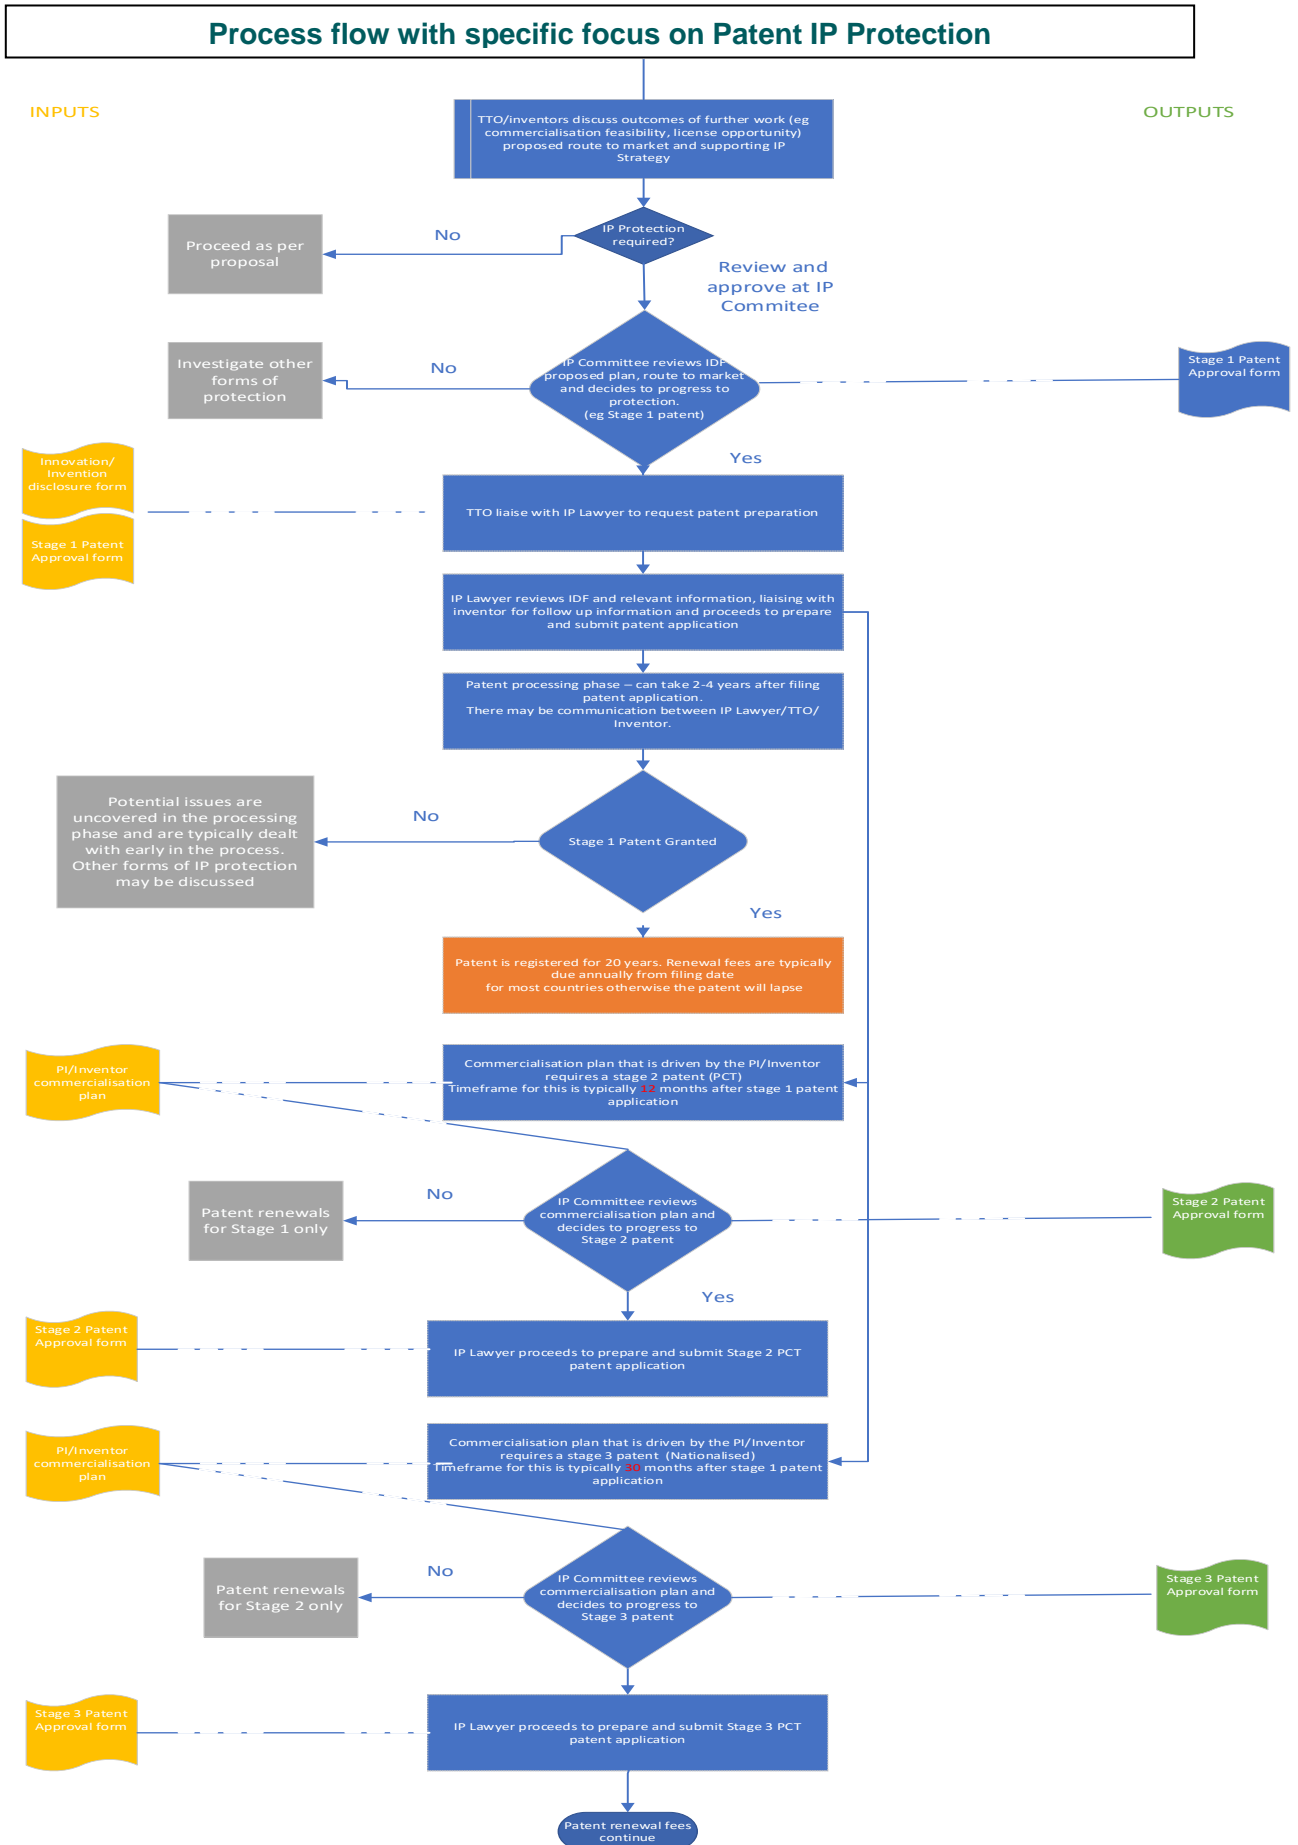 Process flow with specific focus on Patent IP Protection
INPUTS
OUTPUTS
TTO/inventors discuss outcomes of further work (eg
commercialisation feasibility, license opportunity)
proposed route to market and supporting IP
Strategy
IP Protection
required?
No
Proceed as per
proposal
Review and
approve at IP
Commitee
IP Committee reviews IDF
proposed plan, route to market
and decides to progress to
protection.
(eg Stage 1 patent)
No
Investigate other
forms of
protection
Stage 1 Patent
Approval form
Yes
Innovation/
Invention
disclosure form
Stage 1 Patent
Approval form
TTO liaise with IP Lawyer to request patent preparation
IP Lawyer reviews IDF and relevant information, liaising with
inventor for follow up information and proceeds to prepare
and submit patent application
Patent processing phase – can take 2-4 years after filing
patent application.
There may be communication between IP Lawyer/TTO/
Inventor.
Stage 1 Patent Granted
No
Potential issues are
uncovered in the processing
phase and are typically dealt
with early in the process.
Other forms of IP protection
may be discussed
Yes
Patent is registered for 20 years. Renewal fees are typically
due annually from filing date
for most countries otherwise the patent will lapse
PI/Inventor
commercialisation
plan
Commercialisation plan that is driven by the PI/Inventor
requires a stage 2 patent (PCT)
Timeframe for this is typically 12 months after stage 1 patent
application
IP Committee reviews
commercialisation plan and
decides to progress to
Stage 2 patent
No
Patent renewals
for Stage 1 only
Stage 2 Patent
Approval form
Yes
Stage 2 Patent
Approval form
IP Lawyer proceeds to prepare and submit Stage 2 PCT
patent application
PI/Inventor
commercialisation
plan
Commercialisation plan that is driven by the PI/Inventor
requires a stage 3 patent (Nationalised)
Timeframe for this is typically 30 months after stage 1 patent
application
IP Committee reviews
commercialisation plan and
decides to progress to
Stage 3 patent
No
Patent renewals
for Stage 2 only
Stage 3 Patent
Approval form
Stage 3 Patent
Approval form
IP Lawyer proceeds to prepare and submit Stage 3 PCT
patent application
Patent renewal fees
continue